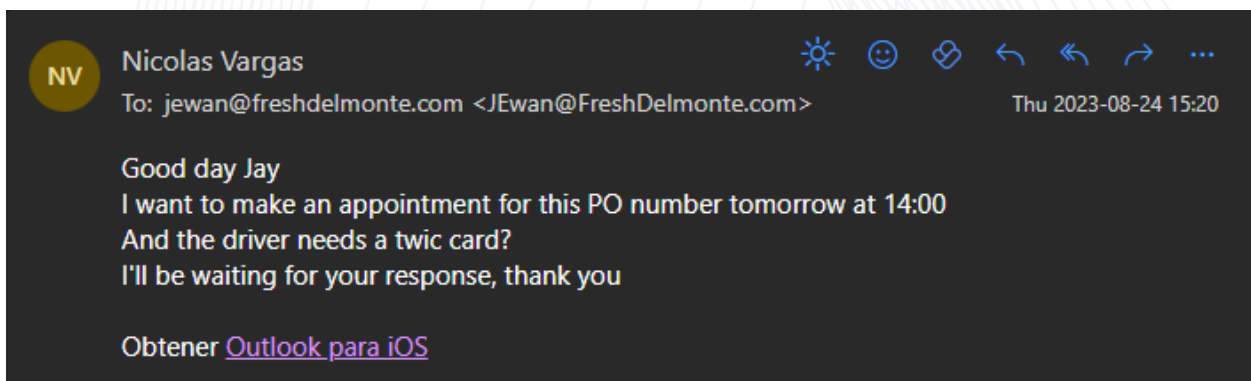 NV
Nicolas Vargas
To: jewan@freshdelmonte.com <JEwan@FreshDelmonte.com>
Thu 2023-08-24 15:20
Good day Jay
I want to make an appointment for this PO number tomorrow at 14:00
And the driver needs a twic card?
I'll be waiting for your response, thank you
Obtener Outlook para iOS